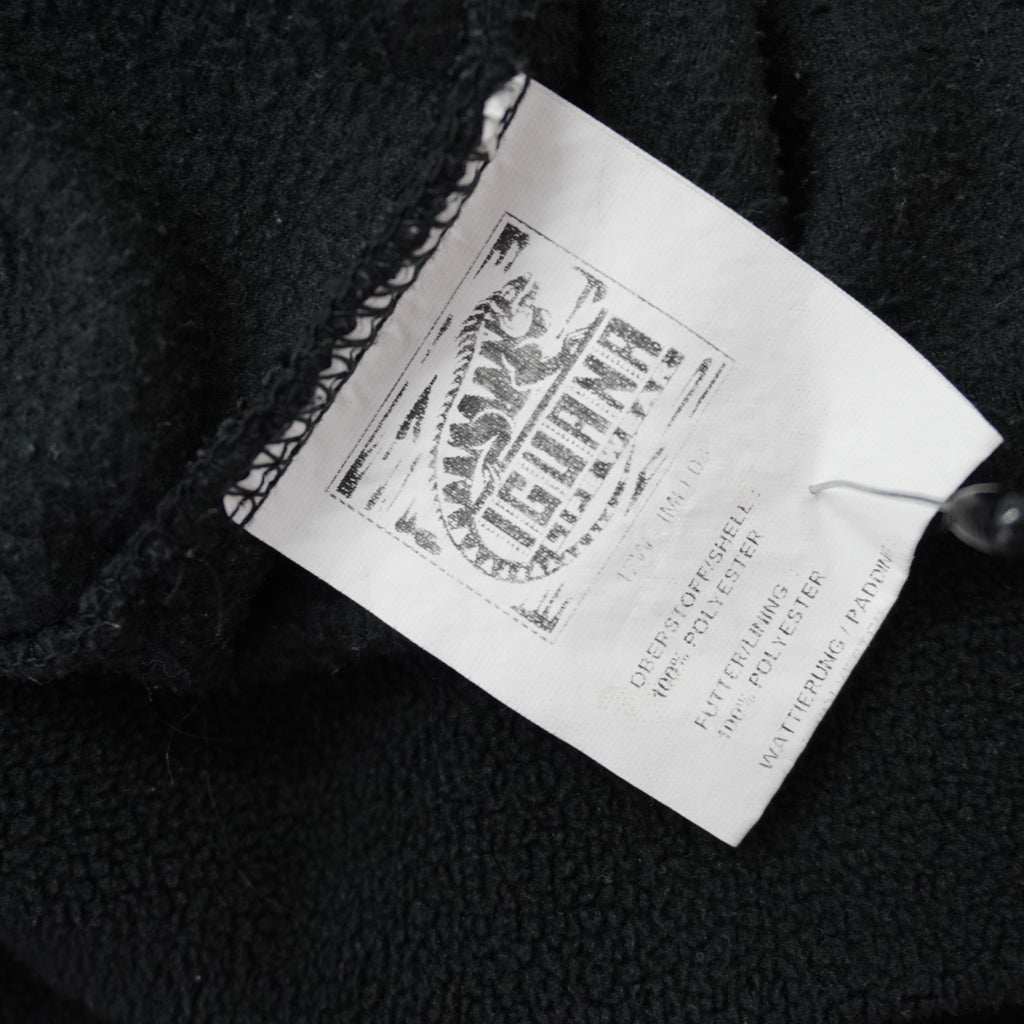 IGUANA
OBERSTOFF/SHELL:
100% POLYESTER
FUTTER/LINING
100% POLYESTER
WATTIERUNG / PADDING